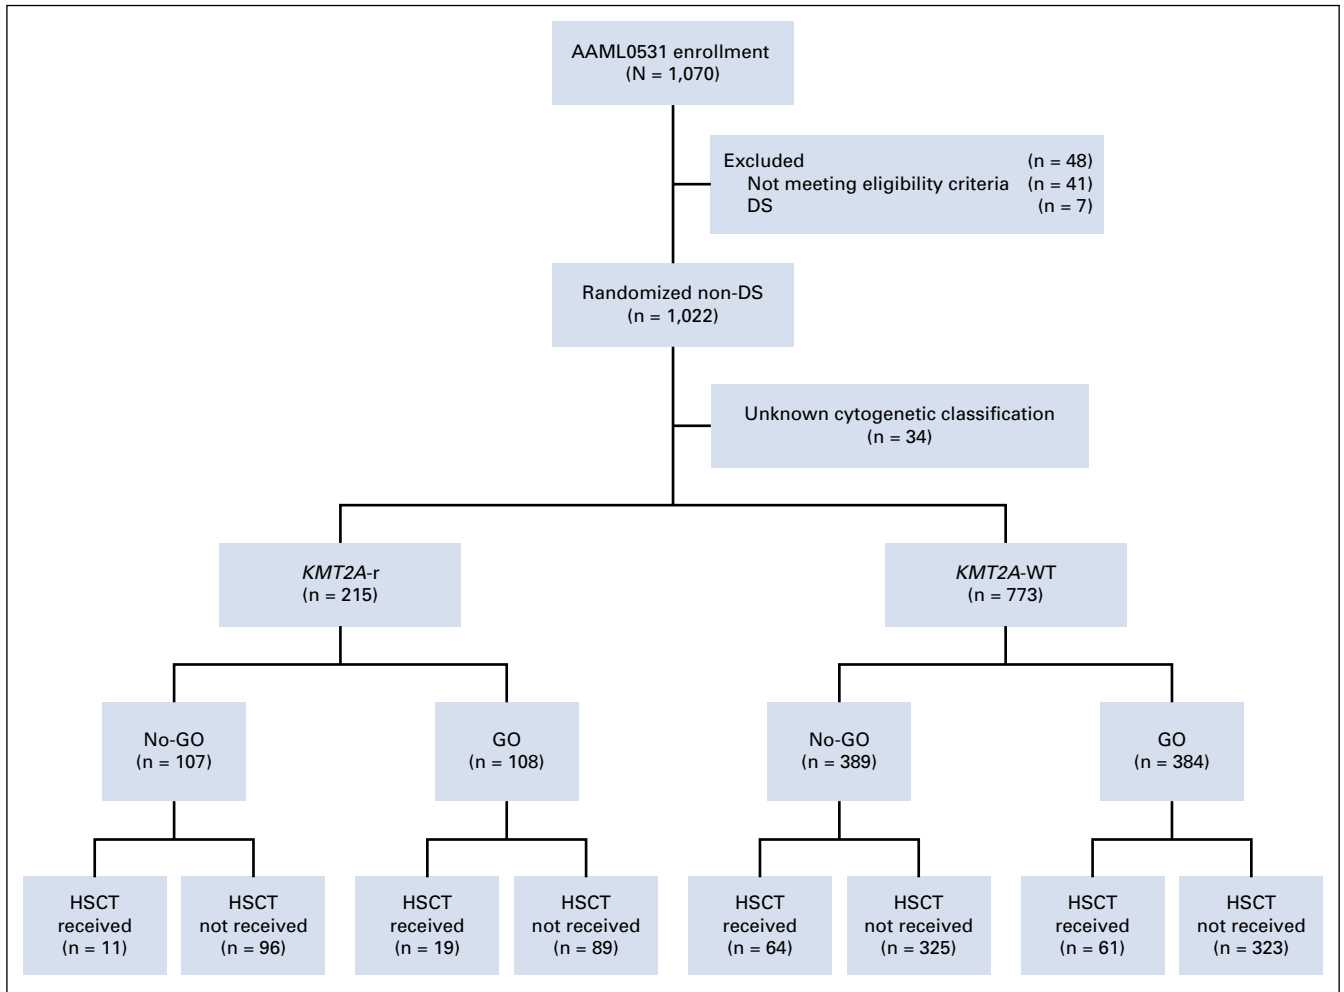 AAML0531 enrollment
(N = 1,070)
Excluded (n = 48)
Not meeting eligibility criteria (n = 41)
DS (n = 7)
Randomized non-DS
(n = 1,022)
Unknown cytogenetic classification
(n = 34)
KMT2A-r
(n = 215)
KMT2A-WT
(n = 773)
No-GO
(n = 107)
GO
(n = 108)
No-GO
(n = 389)
GO
(n = 384)
HSCT
received
(n = 11)
HSCT
not received
(n = 96)
HSCT
received
(n = 19)
HSCT
not received
(n = 89)
HSCT
received
(n = 64)
HSCT
not received
(n = 325)
HSCT
received
(n = 61)
HSCT
not received
(n = 323)